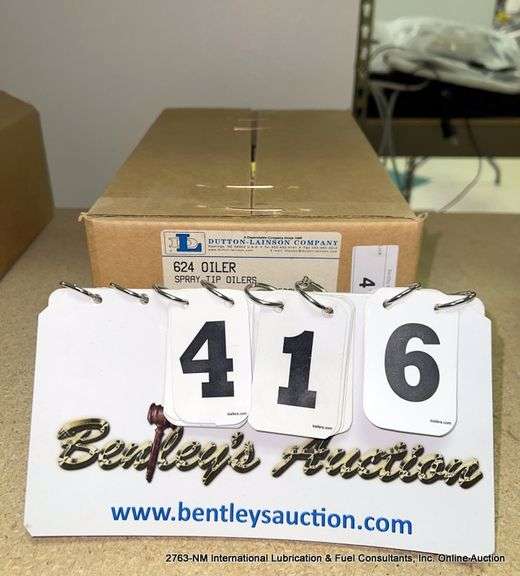 DL
DUTTON-LAINSON COMPANY
624 OILER
SPRAY TIP OILERS
4
4 1 6
Bentley's Auction
www.bentleysauction.com
2763-NM International Lubrication & Fuel Consultants, Inc. Online Auction